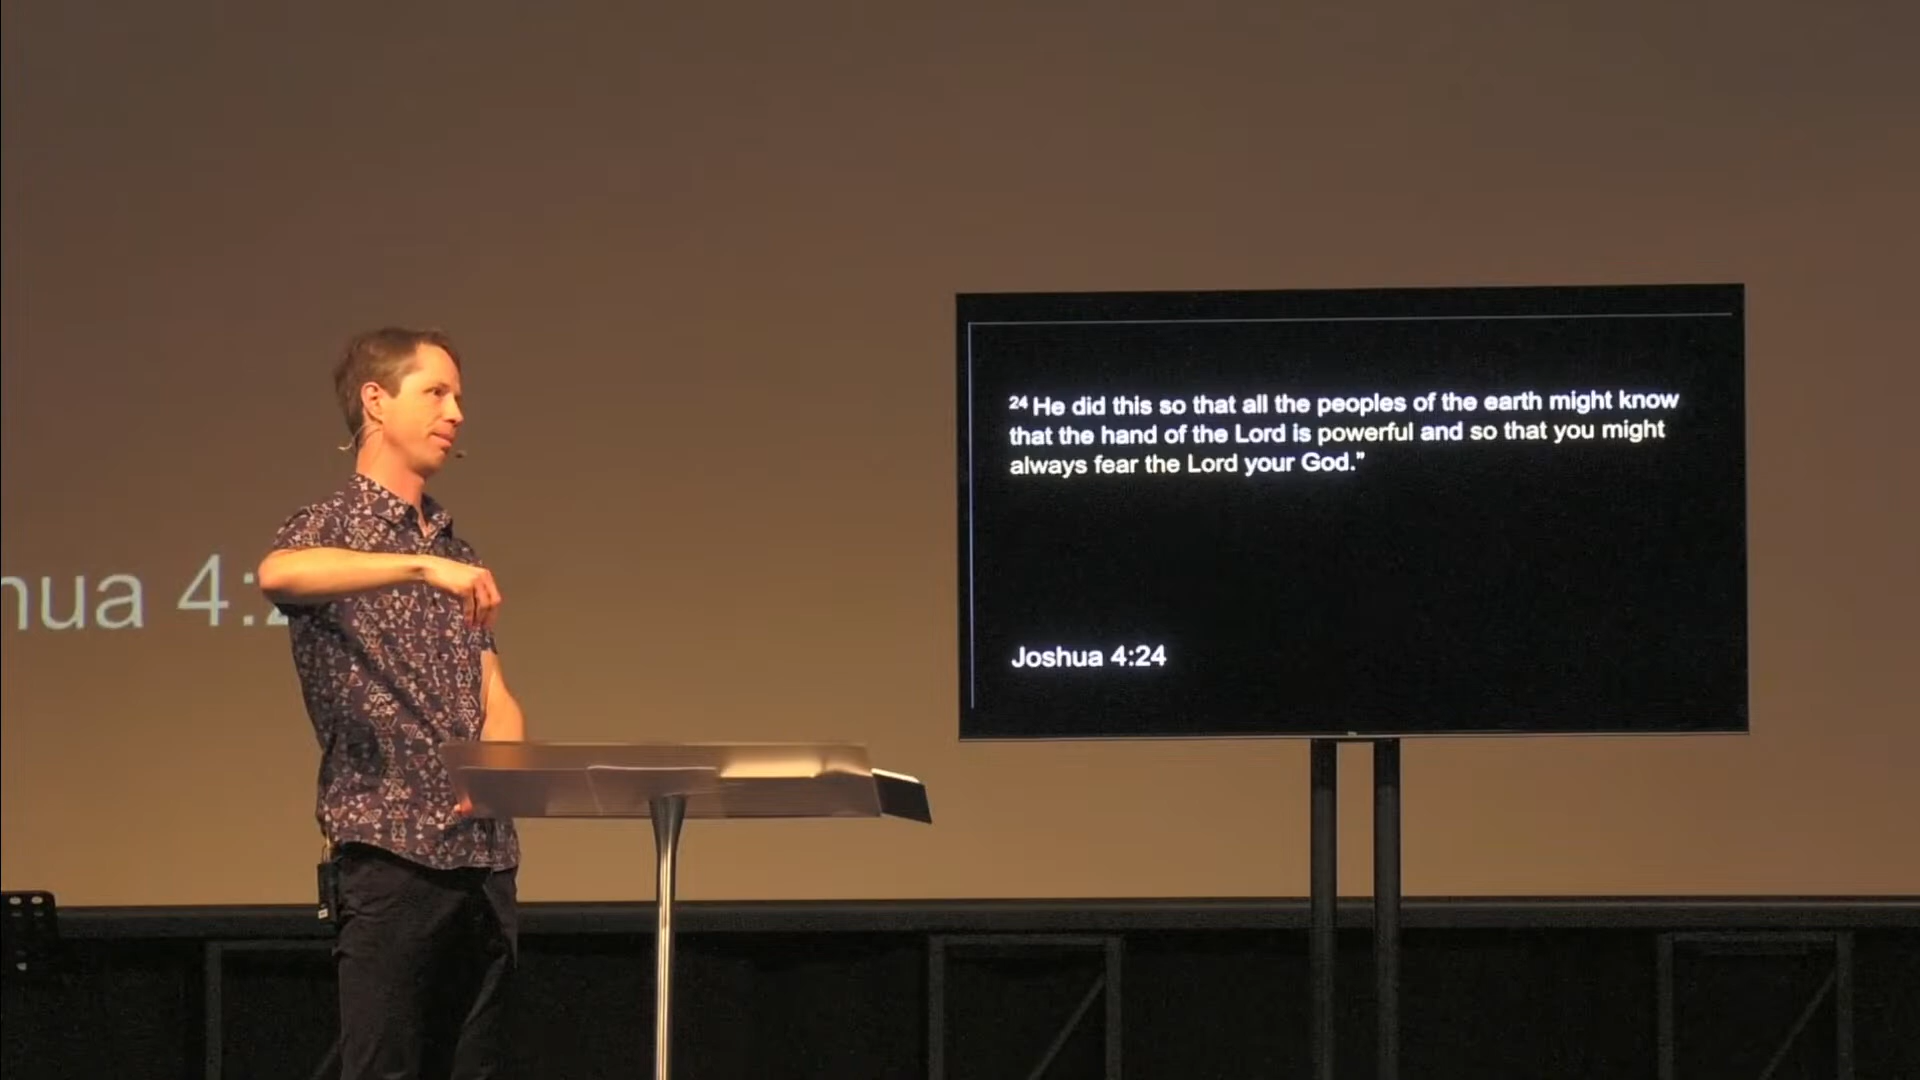 hua 4:2
24 He did this so that all the peoples of the earth might know
that the hand of the Lord is powerful and so that you might
always fear the Lord your God.”
Joshua 4:24